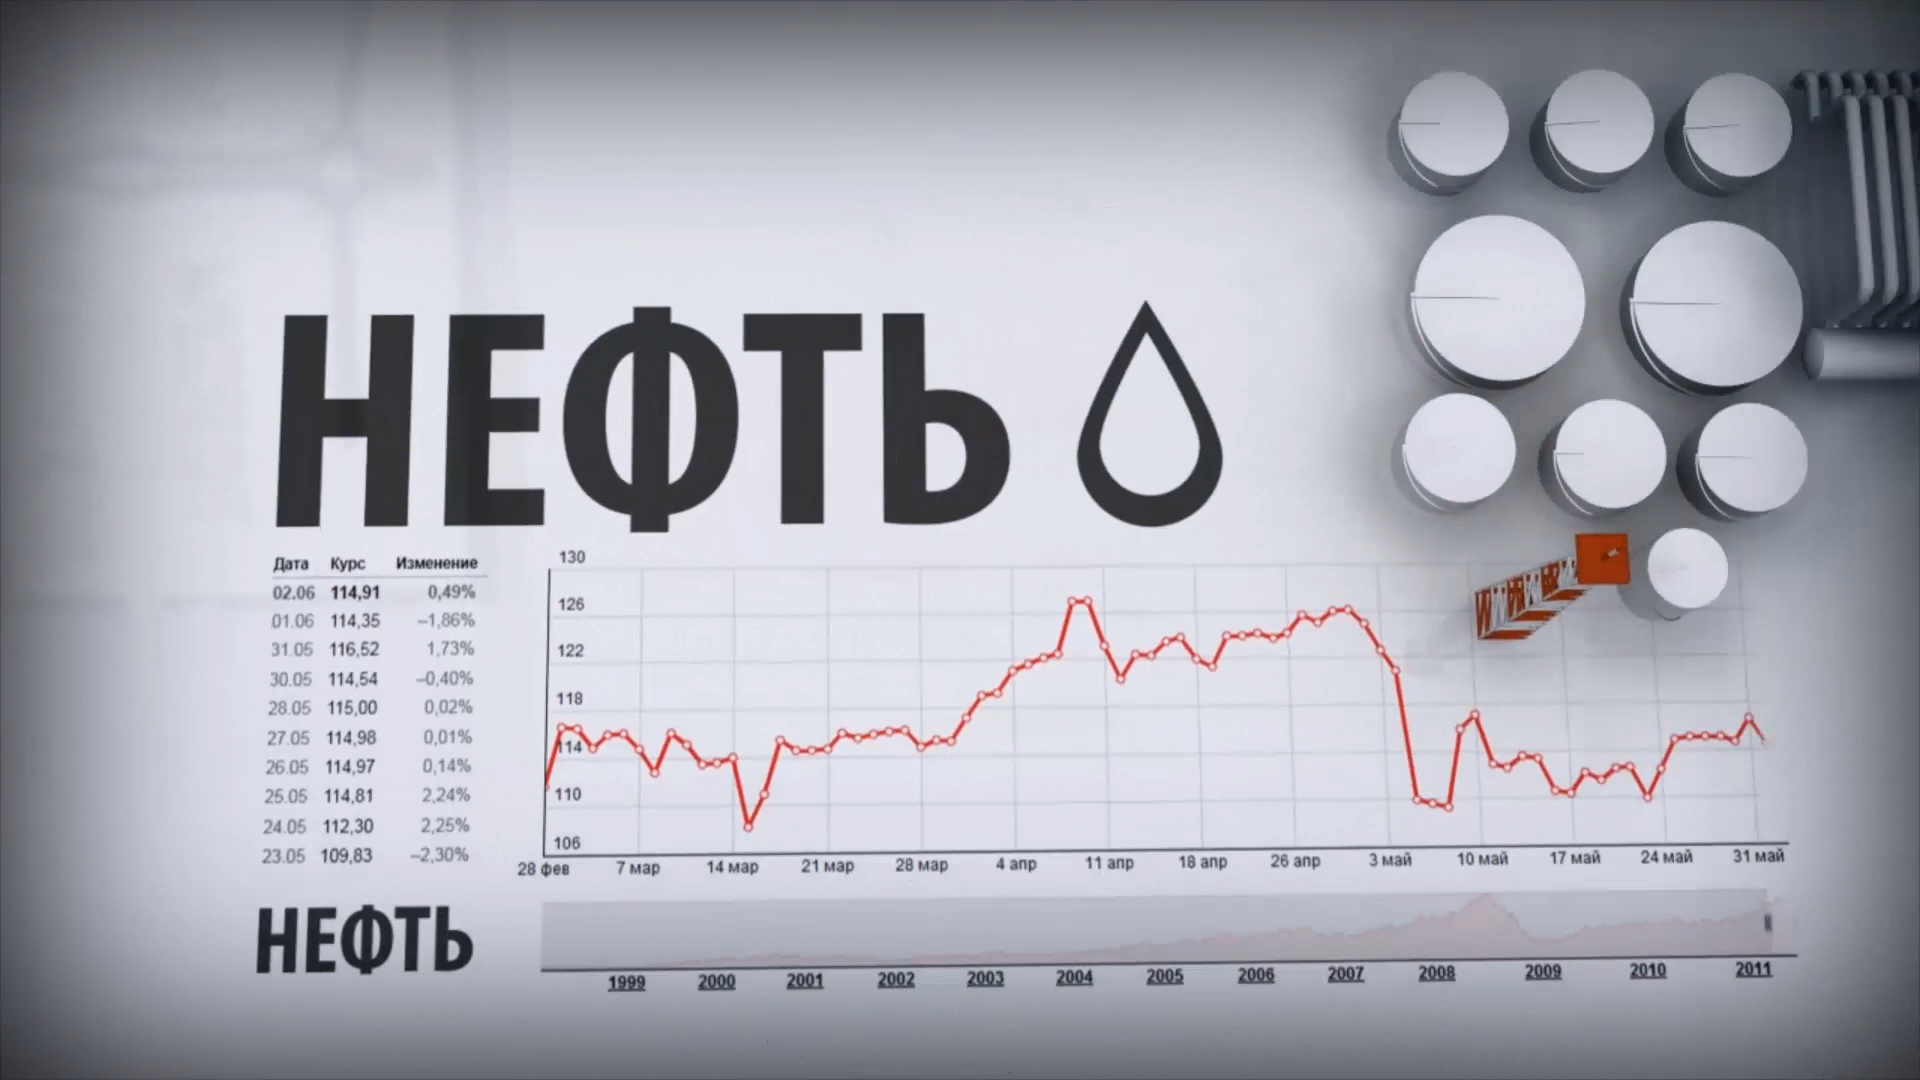 НЕФТЬ
Дата Курс Изменение
02.06 114,91 0,49%
01.06 114,35 –1,86%
31.05 116,52 1,73%
30.05 114,54 –0,40%
28.05 115,00 0,02%
27.05 114,98 0,01%
26.05 114,97 0,14%
25.05 114,81 2,24%
24.05 112,30 2,25%
23.05 109,83 –2,30%
130
126
122
118
114
110
106
28 фев 7 мар 14 мар 21 мар 28 мар 4 апр 11 апр 18 апр 26 апр 3 май 10 май 17 май 24 май 31 май
НЕФТЬ
1999 2000 2001 2002 2003 2004 2005 2006 2007 2008 2009 2010 2011